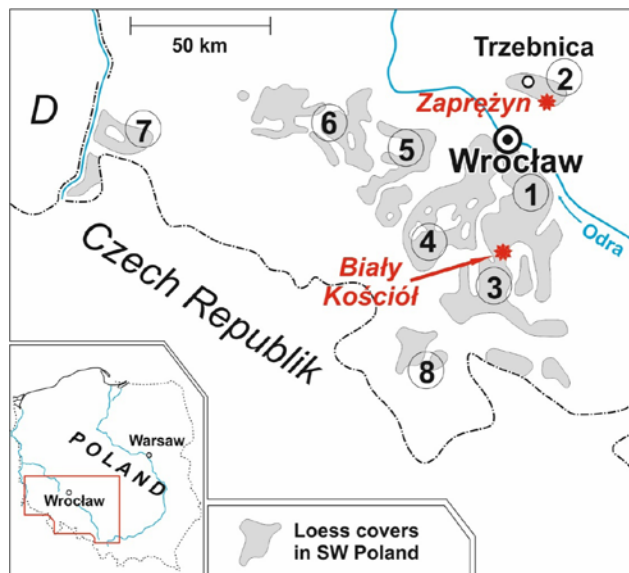 50 km
Trzebnica
2
Zaprężyn
D
7
6
5
Wrocław
1
Odra
4
Biały
Kościół
3
Czech Republik
8
POLAND
Warsaw
Wrocław
Loess covers
in SW Poland